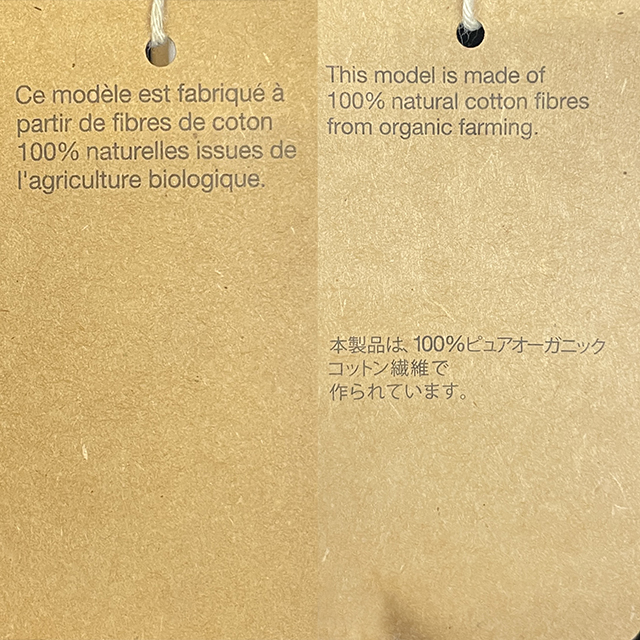 Ce modèle est fabriqué à
partir de fibres de coton
100% naturelles issues de
l'agriculture biologique.
This model is made of
100% natural cotton fibres
from organic farming.
本製品は、100%ピュアオーガニック
コットン繊維で
作られています。